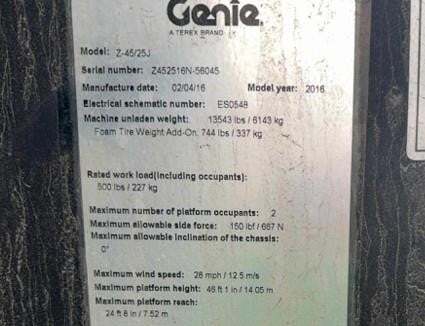 Genie
A TEREX BRAND
Model: Z-45/25J
Serial number: Z452516N-56045
Manufacture date: 02/04/16 Model year: 2016
Electrical schematic number: ES0548
Machine unladen weight: 13543 lbs / 6143 kg
Foam Tire Weight Add-On: 744 lbs / 337 kg
Rated work load(including occupants):
500 lbs / 227 kg
Maximum number of platform occupants: 2
Maximum allowable side force: 150 lbf / 667 N
Maximum allowable inclination of the chassis:
0°
Maximum wind speed: 28 mph / 12.5 m/s
Maximum platform height: 46 ft 1 in / 14.05 m
Maximum platform reach:
24 ft 8 in / 7.52 m